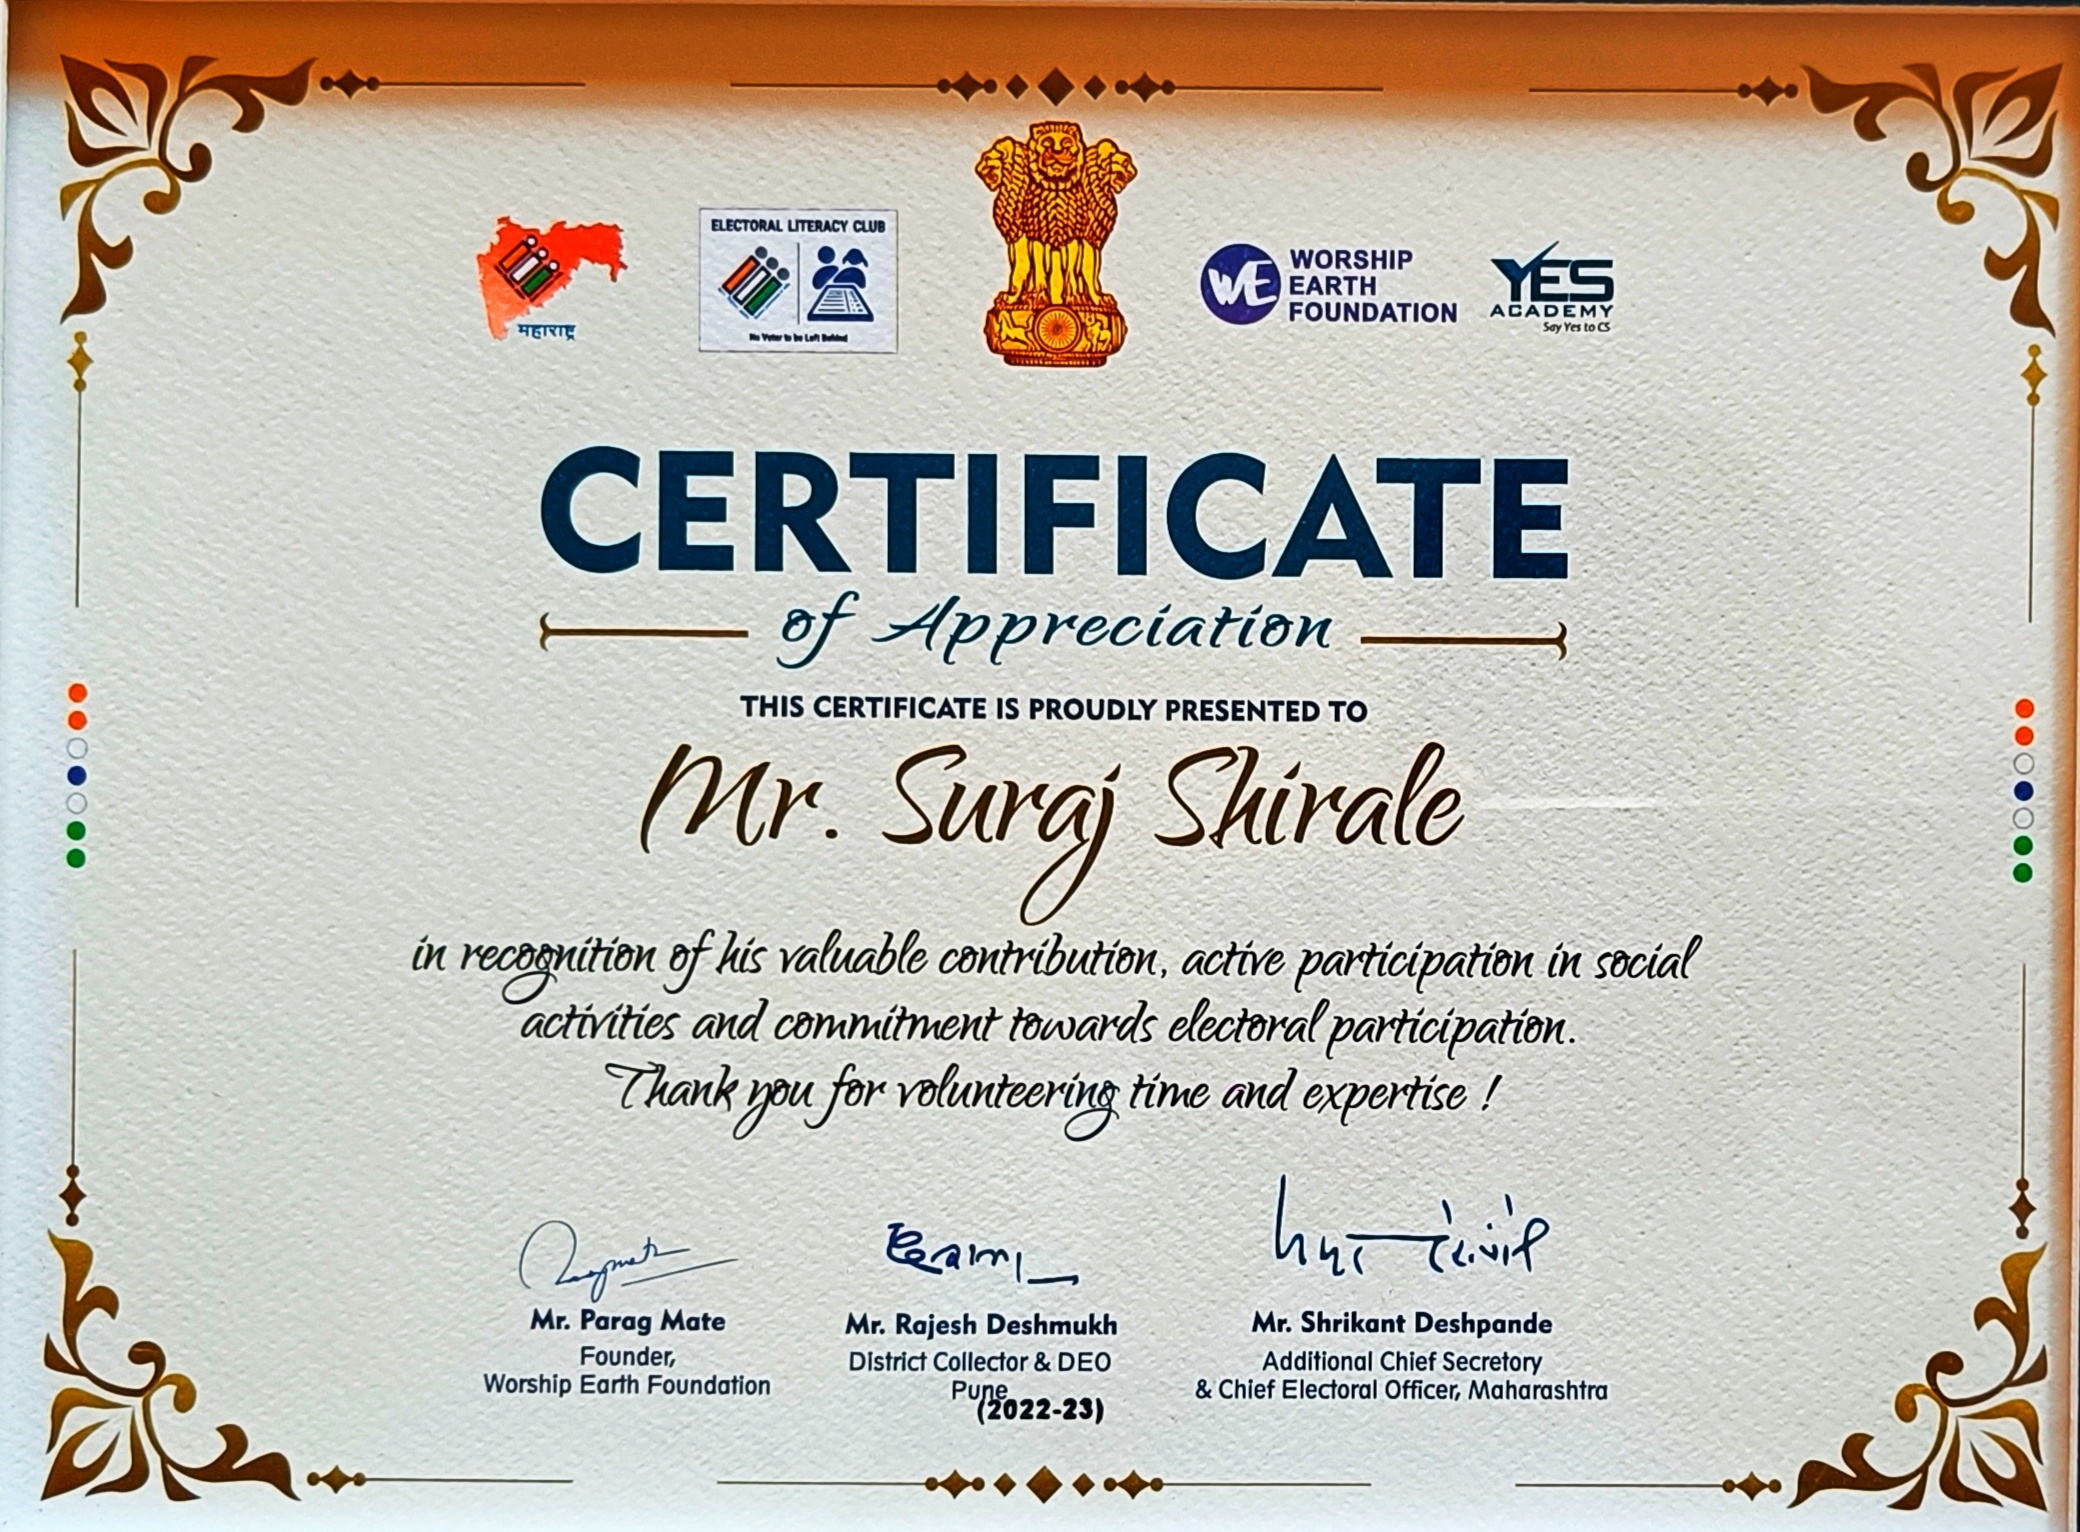 महाराष्ट्र
ELECTORAL LITERACY CLUB
No Voter to be Left Behind
WE
WORSHIP
EARTH
FOUNDATION
YES
ACADEMY
Say Yes to CS
CERTIFICATE
of Appreciation
THIS CERTIFICATE IS PROUDLY PRESENTED TO
Mr. Suraj Shirale
in recognition of his valuable contribution, active participation in social
activities and commitment towards electoral participation.
Thank you for volunteering time and expertise !
Mr. Parag Mate
Founder,
Worship Earth Foundation
Mr. Rajesh Deshmukh
District Collector & DEO
Pune
(2022-23)
Mr. Shrikant Deshpande
Additional Chief Secretary
& Chief Electoral Officer, Maharashtra